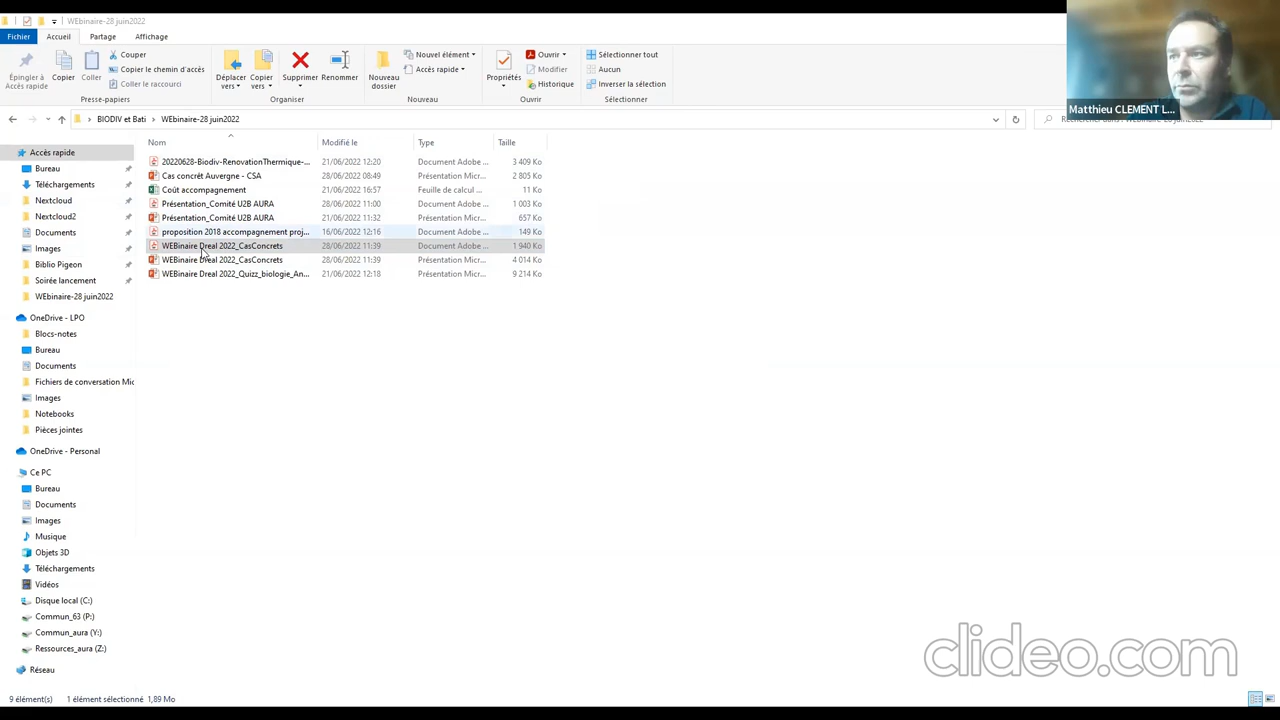 WEbinaire-28 juin2022
Fichier Accueil Partage Affichage
Épingler à Accès rapide
Copier
Coller
Couper
Copier le chemin d'accès
Coller le raccourci
Presse-papiers
Déplacer vers
Copier vers
Supprimer
Renommer
Organiser
Nouveau dossier
Nouvel élément
Accès rapide
Nouveau
Propriétés
Ouvrir
Modifier
Historique
Ouvrir
Sélectionner tout
Aucun
Inverser la sélection
Sélectionner
Matthieu CLEMENT L...
BIODIV et Bati > WEbinaire-28 juin2022
Nom Modifié le Type Taille
20220628-Biodiv-RenovationThermique-... 21/06/2022 12:20 Document Adobe ... 3 409 Ko
Cas concrêt Auvergne - CSA 28/06/2022 08:49 Présentation Micr... 2 805 Ko
Coût accompagnement 21/06/2022 16:57 Feuille de calcul ... 11 Ko
Présentation_Comité U2B AURA 28/06/2022 11:00 Document Adobe ... 1 003 Ko
Présentation_Comité U2B AURA 21/06/2022 11:32 Présentation Micr... 657 Ko
proposition 2018 accompagnement proj... 16/06/2022 12:16 Document Adobe ... 149 Ko
WEBinaire Dreal 2022_CasConcrets 28/06/2022 11:39 Document Adobe ... 1 940 Ko
WEBinaire Dreal 2022_CasConcrets 28/06/2022 11:39 Présentation Micr... 4 014 Ko
WEBinaire Dreal 2022_Quizz_biologie_An... 21/06/2022 12:18 Présentation Micr... 9 214 Ko
Accès rapide
Bureau
Téléchargements
Nextcloud
Nextcloud2
Documents
Images
Biblio Pigeon
Soirée lancement
WEbinaire-28 juin2022
OneDrive - LPO
Blocs-notes
Bureau
Documents
Fichiers de conversation Mic
Images
Notebooks
Pièces jointes
OneDrive - Personal
Ce PC
Bureau
Documents
Images
Musique
Objets 3D
Téléchargements
Vidéos
Disque local (C:)
Commun_63 (P:)
Commun_aura (Y:)
Ressources_aura (Z:)
Réseau
clideo.com
9 élément(s) 1 élément sélectionné 1,89 Mo